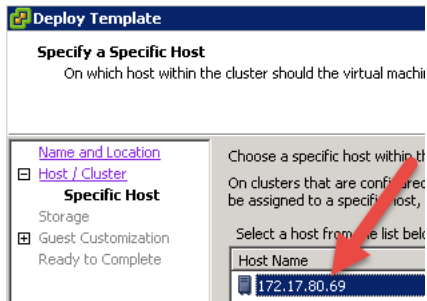 Deploy Template
Specify a Specific Host
On which host within the cluster should the virtual machi
Name and Location
Host / Cluster
Specific Host
Storage
Guest Customization
Ready to Complete
Choose a specific host within
On clusters that are configured
be assigned to a specific host,
Select a host from the list bel
Host Name
172.17.80.69